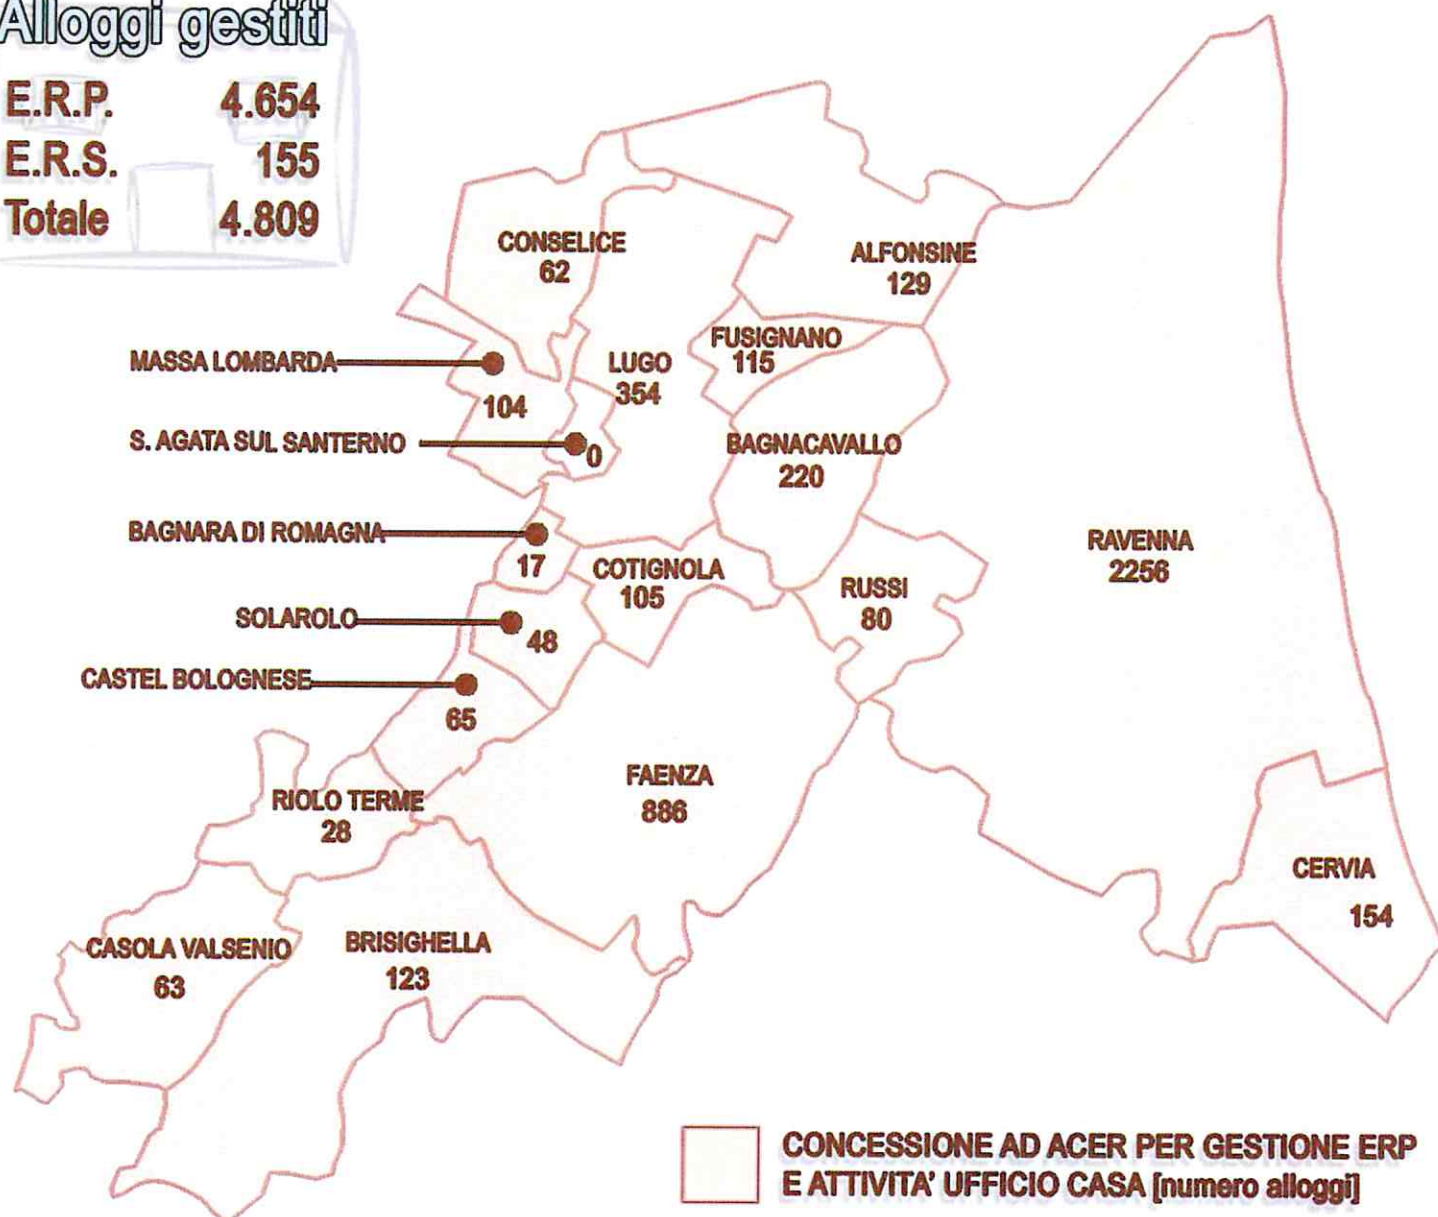 Alloggi gestiti
E.R.P. 4.654
E.R.S. 155
Totale 4.809
CONSELICE
62
ALFONSINE
129
FUSIGNANO
115
MASSA LOMBARDA
104
LUGO
354
S. AGATA SUL SANTERNO
0
BAGNACAVALLO
220
BAGNARA DI ROMAGNA
17
COTIGNOLA
105
RAVENNA
2256
RUSSI
80
SOLAROLO
48
CASTEL BOLOGNESE
65
FAENZA
886
RIOLO TERME
28
CERVIA
154
CASOLA VALSENIO
63
BRISIGHELLA
123
CONCESSIONE AD ACER PER GESTIONE ERP
E ATTIVITA' UFFICIO CASA [numero alloggi]